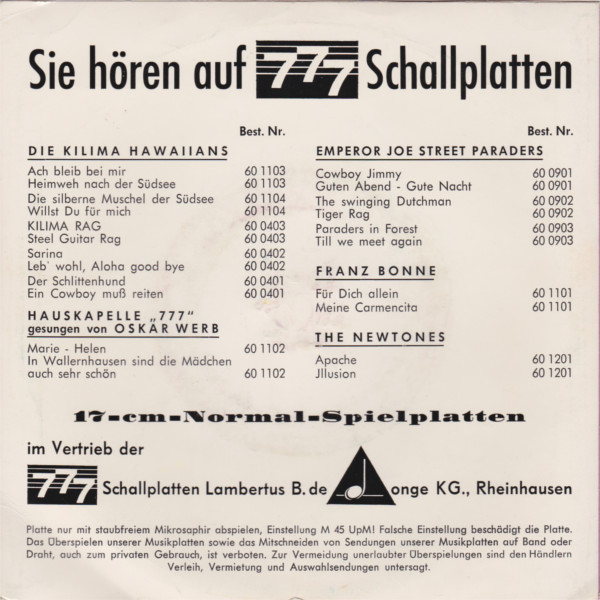 Sie hören auf 777 Schallplatten
Best. Nr.
DIE KILIMA HAWAIIANS
Ach bleib bei mir 60 1103
Heimweh nach der Südsee 60 1103
Die silberne Muschel der Südsee 60 1104
Willst Du für mich 60 1104
KILIMA RAG 60 0403
Steel Guitar Rag 60 0403
Sarina 60 0402
Leb' wohl, Aloha good bye 60 0402
Der Schlittenhund 60 0401
Ein Cowboy muß reiten 60 0401
HAUSKAPELLE „777"
gesungen von OSKAR WERB
Marie - Helen 60 1102
In Wallernhausen sind die Mädchen
auch sehr schön 60 1102
Best. Nr.
EMPEROR JOE STREET PARADERS
Cowboy Jimmy 60 0901
Guten Abend - Gute Nacht 60 0901
The swinging Dutchman 60 0902
Tiger Rag 60 0902
Paraders in Forest 60 0903
Till we meet again 60 0903
FRANZ BONNE
Für Dich allein 60 1101
Meine Carmencita 60 1101
THE NEWTONES
Apache 60 1201
Jllusion 60 1201
17-cm-Normal-Spielplatten
im Vertrieb der
777 Schallplatten Lambertus B. de Jonge KG., Rheinhausen
Platte nur mit staubfreiem Mikrosaphir abspielen, Einstellung M 45 UpM! Falsche Einstellung beschädigt die Platte.
Das Überspielen unserer Musikplatten sowie das Mitschneiden von Sendungen unserer Musikplatten auf Band oder
Draht, auch zum privaten Gebrauch, ist verboten. Zur Vermeidung unerlaubter Überspielungen sind den Händlern
Verleih, Vermietung und Auswahlsendungen untersagt.